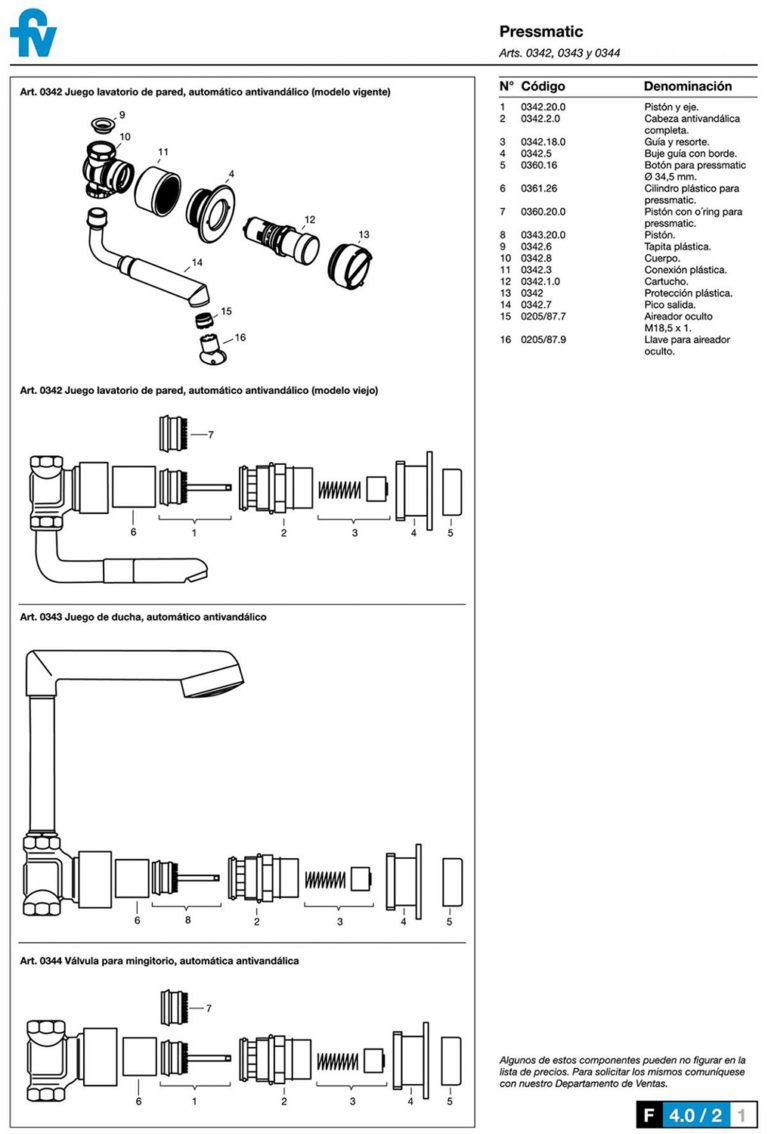 fv
Pressmatic
Arts. 0342, 0343 y 0344
Art. 0342 Juego lavatorio de pared, automático antivandálico (modelo vigente)
9
10
11
4
12
13
14
15
16
Art. 0342 Juego lavatorio de pared, automático antivandálico (modelo viejo)
7
6
1
2
3
4
5
Art. 0343 Juego de ducha, automático antivandálico
6
8
2
3
4
5
Art. 0344 Válvula para mingitorio, automática antivandálica
7
6
1
2
3
4
5
N° Código Denominación
1 0342.20.0 Pistón y eje.
2 0342.2.0 Cabeza antivandálica
completa.
3 0342.18.0 Guía y resorte.
4 0342.5 Buje guía con borde.
5 0360.16 Botón para pressmatic
Ø 34,5 mm.
6 0361.26 Cilindro plástico para
pressmatic.
7 0360.20.0 Pistón con o´ring para
pressmatic.
8 0343.20.0 Pistón.
9 0342.6 Tapita plástica.
10 0342.8 Cuerpo.
11 0342.3 Conexión plástica.
12 0342.1.0 Cartucho.
13 0342 Protección plástica.
14 0342.7 Pico salida.
15 0205/87.7 Aireador oculto
M18,5 x 1.
16 0205/87.9 Llave para aireador
oculto.
Algunos de estos componentes pueden no figurar en la
lista de precios. Para solicitar los mismos comuníquese
con nuestro Departamento de Ventas.
F 4.0 / 2 1